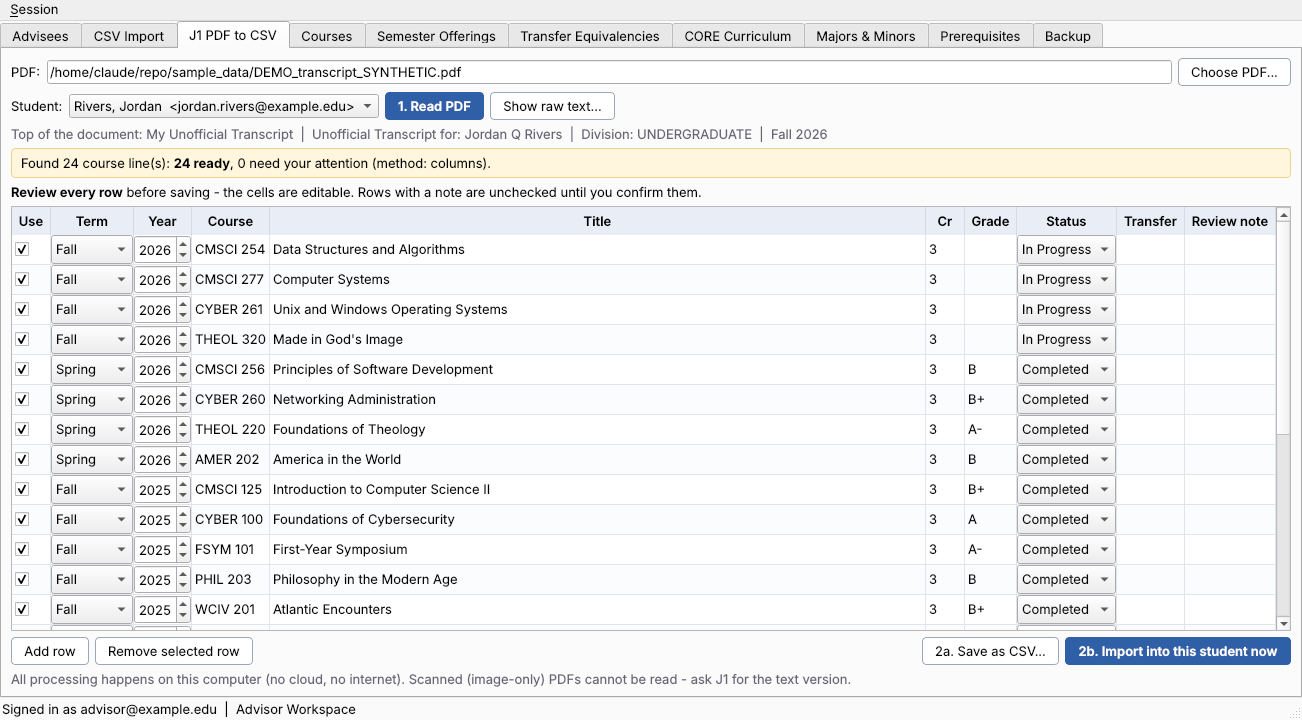 Session
Advisees CSV Import J1 PDF to CSV Courses Semester Offerings Transfer Equivalencies CORE Curriculum Majors & Minors Prerequisites Backup
PDF: /home/claude/repo/sample_data/DEMO_transcript_SYNTHETIC.pdf Choose PDF...
Student: Rivers, Jordan <jordan.rivers@example.edu> 1. Read PDF Show raw text...
Top of the document: My Unofficial Transcript | Unofficial Transcript for: Jordan Q Rivers | Division: UNDERGRADUATE | Fall 2026
Found 24 course line(s): 24 ready, 0 need your attention (method: columns).
Review every row before saving - the cells are editable. Rows with a note are unchecked until you confirm them.
Use Term Year Course Title Cr Grade Status Transfer Review note
Fall 2026 CMSCI 254 Data Structures and Algorithms 3 In Progress
Fall 2026 CMSCI 277 Computer Systems 3 In Progress
Fall 2026 CYBER 261 Unix and Windows Operating Systems 3 In Progress
Fall 2026 THEOL 320 Made in God's Image 3 In Progress
Spring 2026 CMSCI 256 Principles of Software Development 3 B Completed
Spring 2026 CYBER 260 Networking Administration 3 B+ Completed
Spring 2026 THEOL 220 Foundations of Theology 3 A- Completed
Spring 2026 AMER 202 America in the World 3 B Completed
Fall 2025 CMSCI 125 Introduction to Computer Science II 3 B+ Completed
Fall 2025 CYBER 100 Foundations of Cybersecurity 3 A Completed
Fall 2025 FSYM 101 First-Year Symposium 3 A- Completed
Fall 2025 PHIL 203 Philosophy in the Modern Age 3 B Completed
Fall 2025 WCIV 201 Atlantic Encounters 3 B+ Completed
Add row Remove selected row 2a. Save as CSV... 2b. Import into this student now
All processing happens on this computer (no cloud, no internet). Scanned (image-only) PDFs cannot be read - ask J1 for the text version.
Signed in as advisor@example.edu | Advisor Workspace